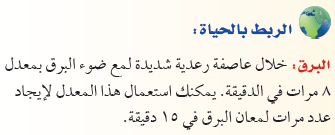 الربط بالحياة :
البرق: خلال عاصفة رعدية شديدة لمع ضوء البرق بمعدل
٨ مرات في الدقيقة. يمكنك استعمال هذا المعدل لإيجاد
عدد مرات لمعان البرق في ١٥ دقيقة.